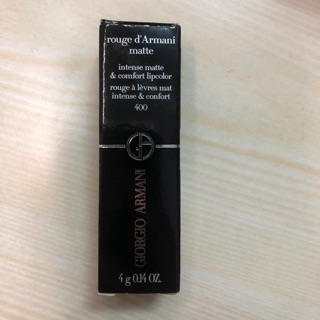 rouge d'Armani
matte
intense matte
& comfort lipcolor
rouge à lèvres mat
intense & confort
400
GIORGIO ARMANI
4 g 0.14 OZ.